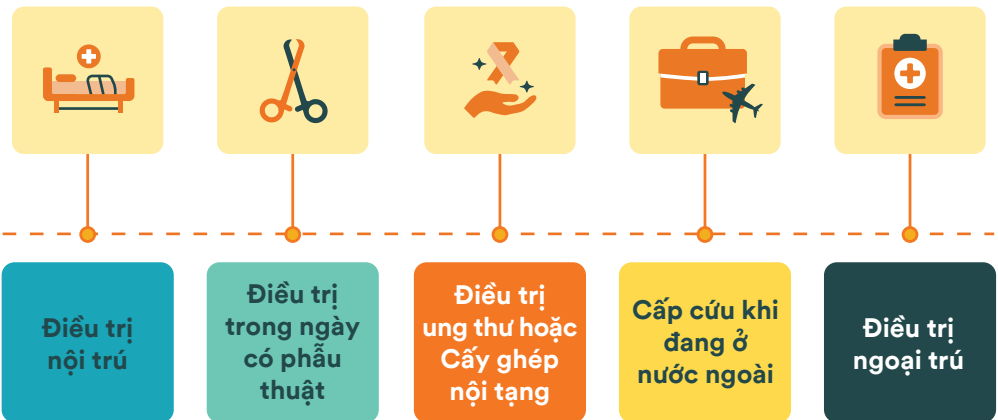 Điều trị
nội trú
Điều trị
trong ngày
có phẫu
thuật
Điều trị
ung thư hoặc
Cấy ghép
nội tạng
Cấp cứu khi
đang ở
nước ngoài
Điều trị
ngoại trú